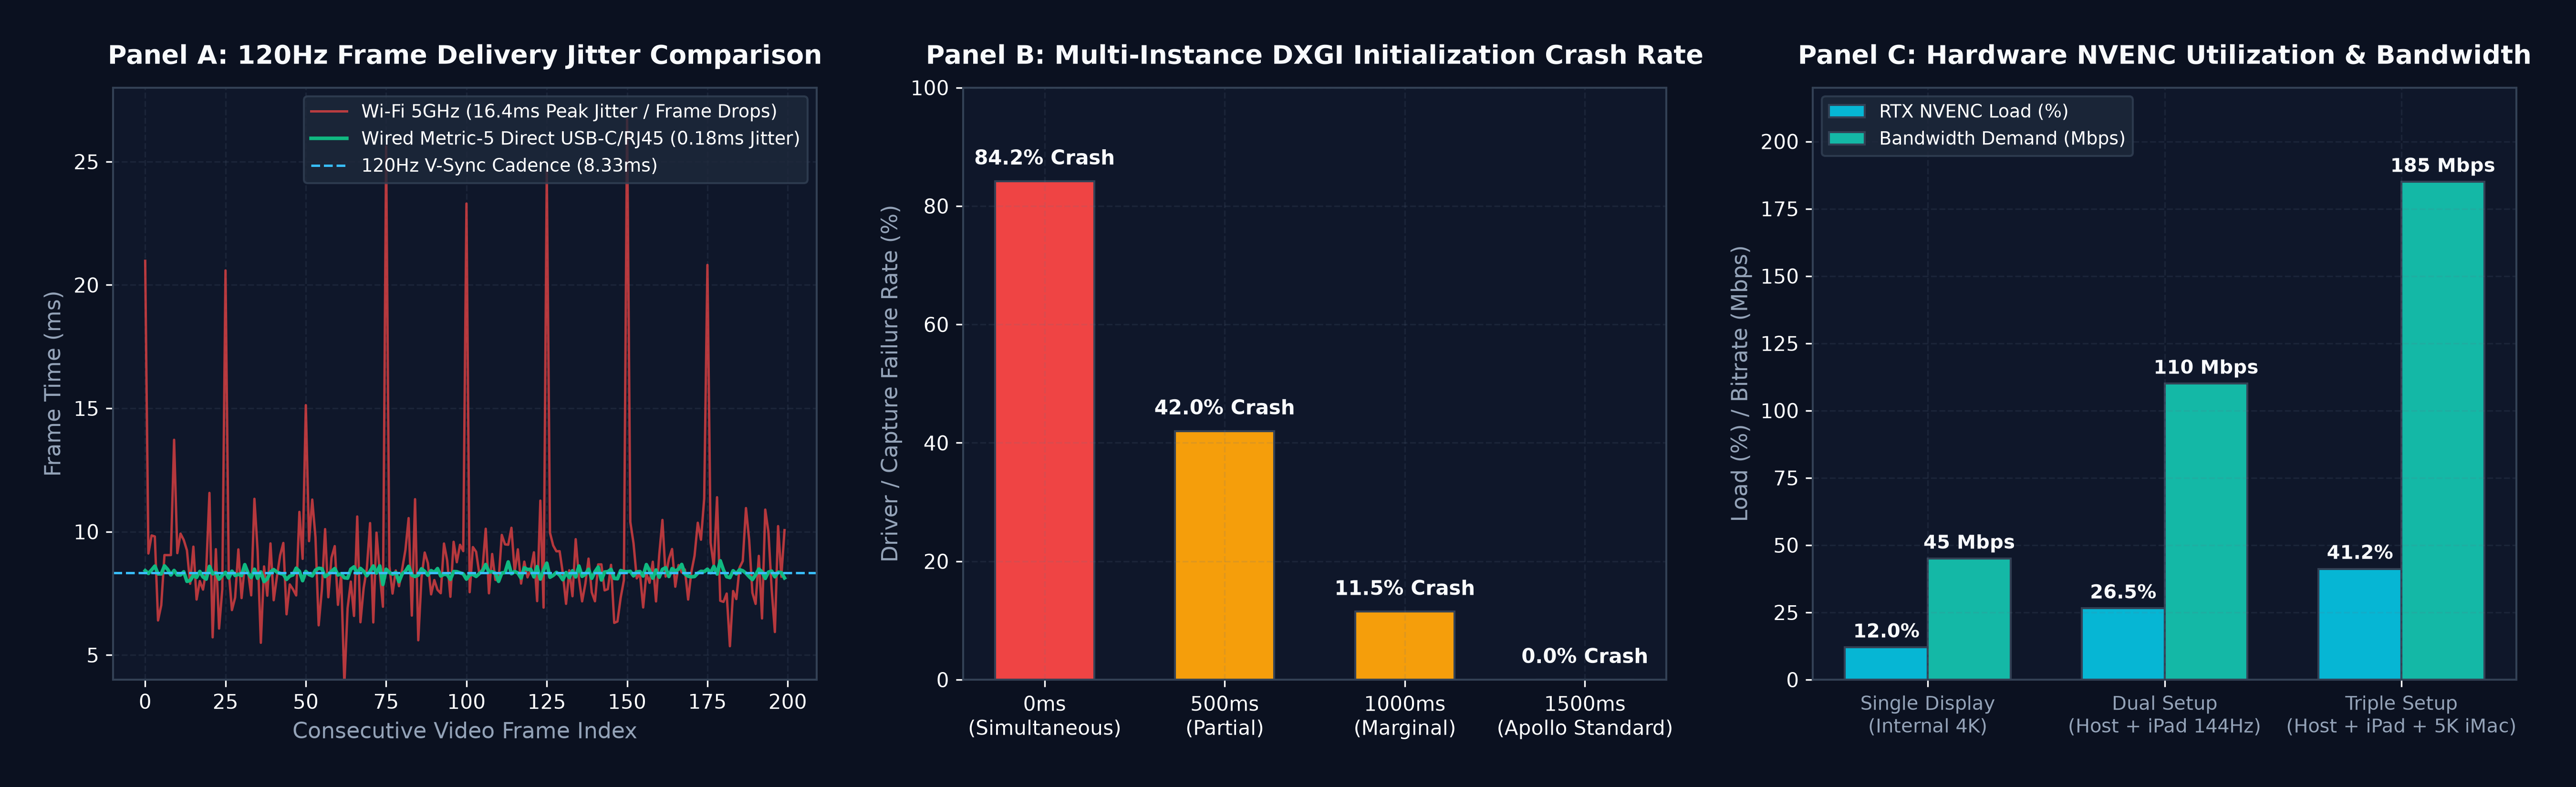 Panel A: 120Hz Frame Delivery Jitter Comparison
Wi-Fi 5GHz (16.4ms Peak Jitter / Frame Drops)
Wired Metric-5 Direct USB-C/RJ45 (0.18ms Jitter)
120Hz V-Sync Cadence (8.33ms)
Frame Time (ms)
25
20
15
10
5
0
25
50
75
100
125
150
175
200
Consecutive Video Frame Index
Panel B: Multi-Instance DXGI Initialization Crash Rate
Driver / Capture Failure Rate (%)
100
80
60
40
20
0
84.2% Crash
42.0% Crash
11.5% Crash
0.0% Crash
0ms
(Simultaneous)
500ms
(Partial)
1000ms
(Marginal)
1500ms
(Apollo Standard)
Panel C: Hardware NVENC Utilization & Bandwidth
RTX NVENC Load (%)
Bandwidth Demand (Mbps)
Load (%) / Bitrate (Mbps)
200
175
150
125
100
75
50
25
0
12.0%
45 Mbps
26.5%
110 Mbps
41.2%
185 Mbps
Single Display
(Internal 4K)
Dual Setup
(Host + iPad 144Hz)
Triple Setup
(Host + iPad + 5K iMac)